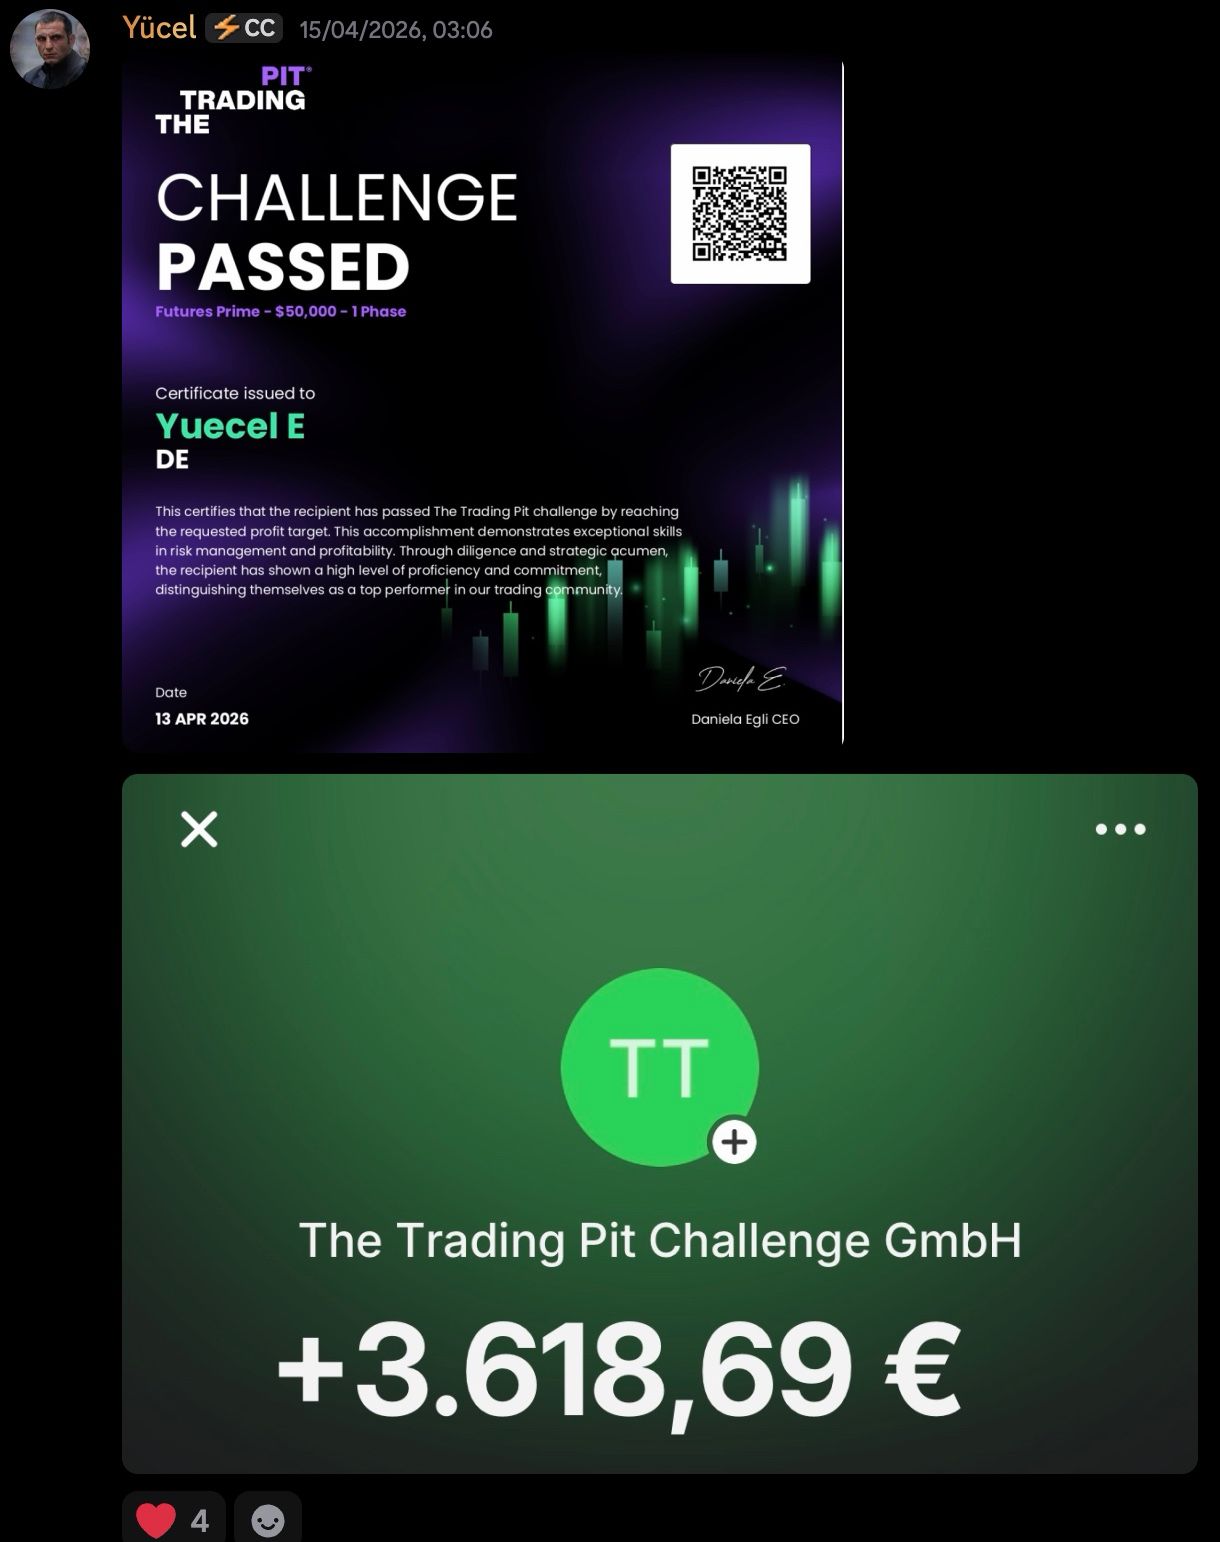 Yücel ⚡CC 15/04/2026, 03:06
PIT®
TRADING
THE
CHALLENGE
PASSED
Futures Prime - $50,000 - 1 Phase
Certificate issued to
Yuecel E
DE
This certifies that the recipient has passed The Trading Pit challenge by reaching
the requested profit target. This accomplishment demonstrates exceptional skills
in risk management and profitability. Through diligence and strategic acumen,
the recipient has shown a high level of proficiency and commitment,
distinguishing themselves as a top performer in our trading community.
Daniela E.
Date
13 APR 2026
Daniela Egli CEO
TT
The Trading Pit Challenge GmbH
+3.618,69 €
4